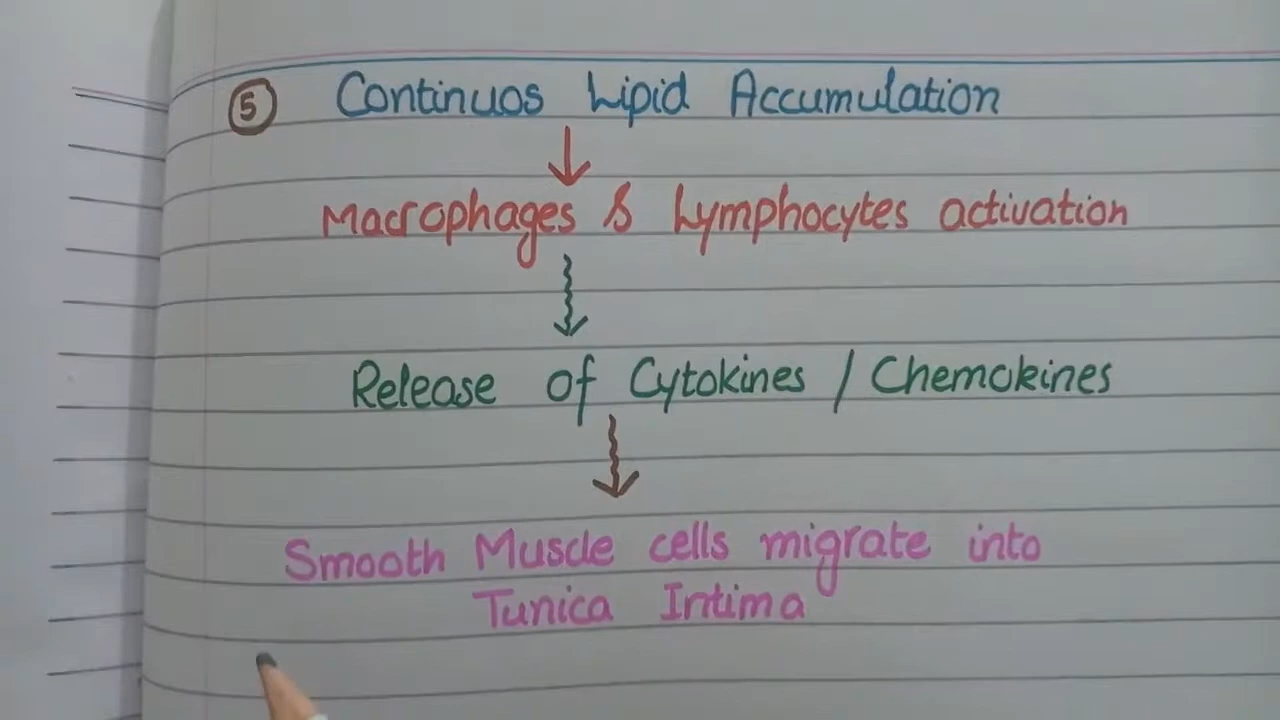 5 Continuos Lipid Accumulation
Macrophages & Lymphocytes activation
Release of Cytokines / Chemokines
Smooth Muscle cells migrate into
Tunica Intima